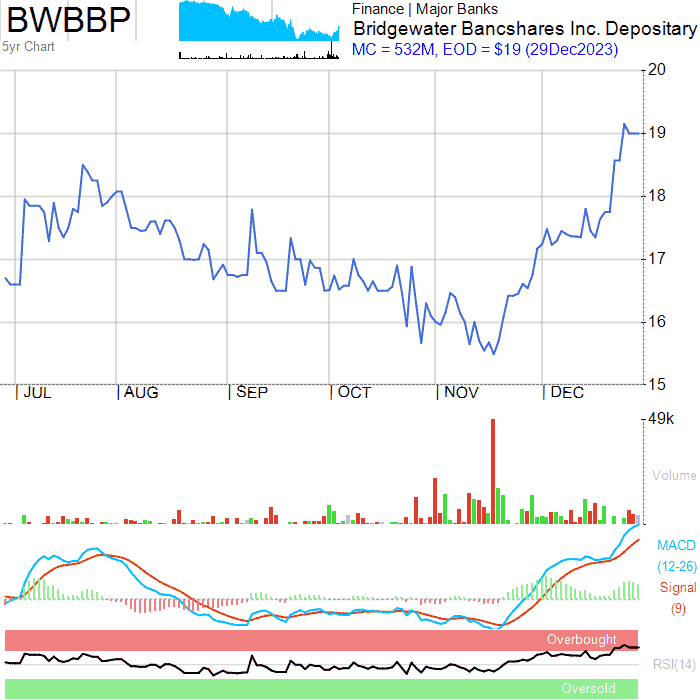 BWBBP
5yr Chart
Finance | Major Banks
Bridgewater Bancshares Inc. Depositary
MC = 532M, EOD = $19 (29Dec2023)
20
19
18
17
16
15
JUL AUG SEP OCT NOV DEC
49k
Volume
MACD
(12-26)
Signal
(9)
Overbought
RSI(14)
Oversold